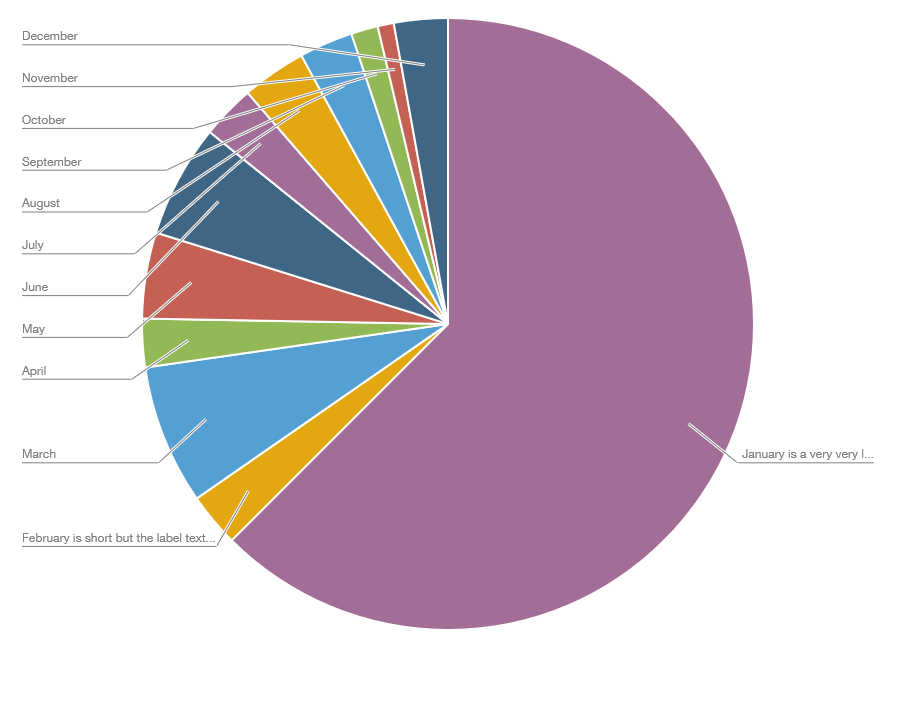 December
November
October
September
August
July
June
May
April
March
January is a very very l...
February is short but the label text...